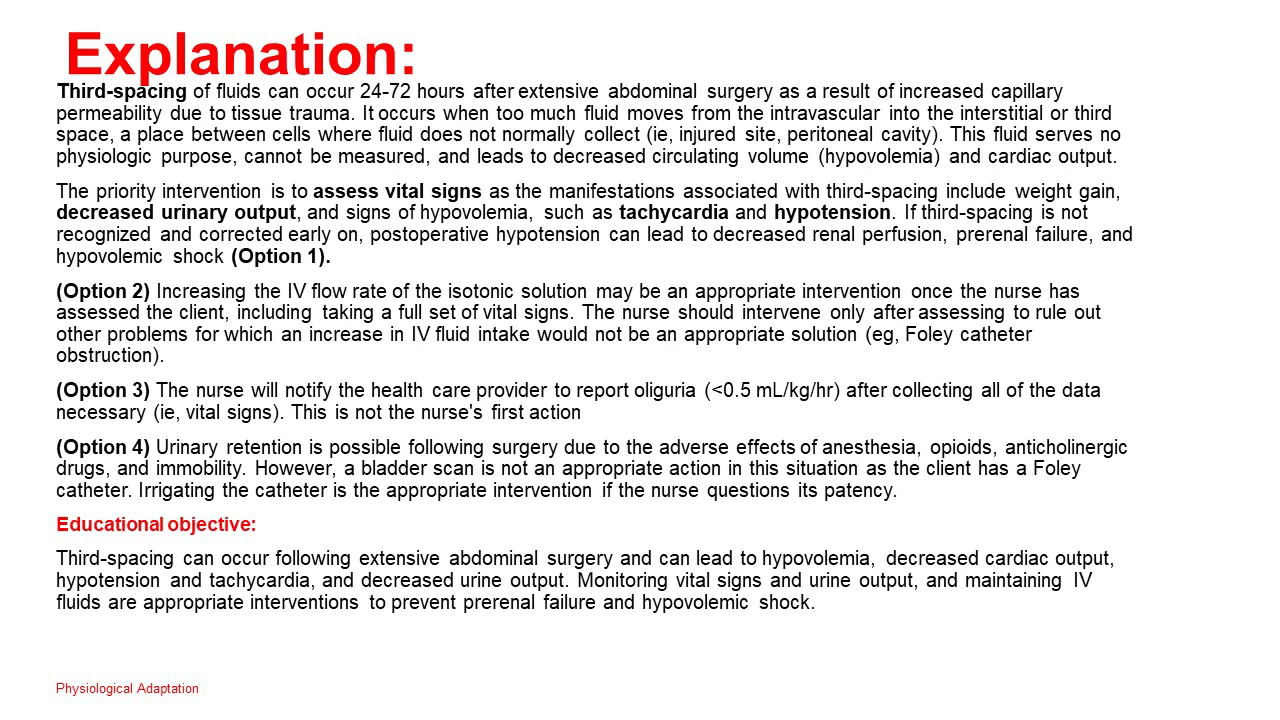 Explanation:
Third-spacing of fluids can occur 24-72 hours after extensive abdominal surgery as a result of increased capillary
permeability due to tissue trauma. It occurs when too much fluid moves from the intravascular into the interstitial or third
space, a place between cells where fluid does not normally collect (ie, injured site, peritoneal cavity). This fluid serves no
physiologic purpose, cannot be measured, and leads to decreased circulating volume (hypovolemia) and cardiac output.
The priority intervention is to assess vital signs as the manifestations associated with third-spacing include weight gain,
decreased urinary output, and signs of hypovolemia, such as tachycardia and hypotension. If third-spacing is not
recognized and corrected early on, postoperative hypotension can lead to decreased renal perfusion, prerenal failure, and
hypovolemic shock (Option 1).
(Option 2) Increasing the IV flow rate of the isotonic solution may be an appropriate intervention once the nurse has
assessed the client, including taking a full set of vital signs. The nurse should intervene only after assessing to rule out
other problems for which an increase in IV fluid intake would not be an appropriate solution (eg, Foley catheter
obstruction).
(Option 3) The nurse will notify the health care provider to report oliguria (<0.5 mL/kg/hr) after collecting all of the data
necessary (ie, vital signs). This is not the nurse's first action
(Option 4) Urinary retention is possible following surgery due to the adverse effects of anesthesia, opioids, anticholinergic
drugs, and immobility. However, a bladder scan is not an appropriate action in this situation as the client has a Foley
catheter. Irrigating the catheter is the appropriate intervention if the nurse questions its patency.
Educational objective:
Third-spacing can occur following extensive abdominal surgery and can lead to hypovolemia, decreased cardiac output,
hypotension and tachycardia, and decreased urine output. Monitoring vital signs and urine output, and maintaining IV
fluids are appropriate interventions to prevent prerenal failure and hypovolemic shock.
Physiological Adaptation